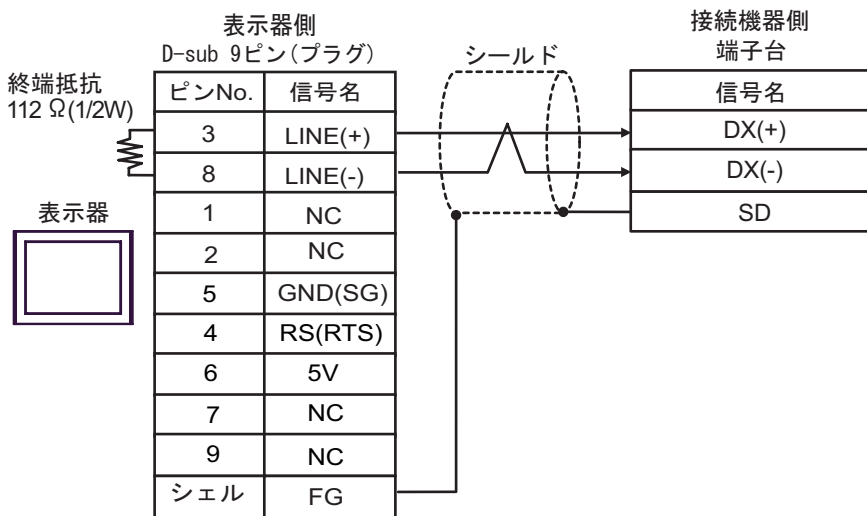 表示器側
D-sub 9ピン(プラグ)
シールド
接続機器側
端子台
終端抵抗
112 Ω(1/2W)
ピンNo. 信号名
信号名
3 LINE(+)
DX(+)
8 LINE(-)
DX(-)
表示器
1 NC
SD
2 NC
5 GND(SG)
4 RS(RTS)
6 5V
7 NC
9 NC
シェル FG